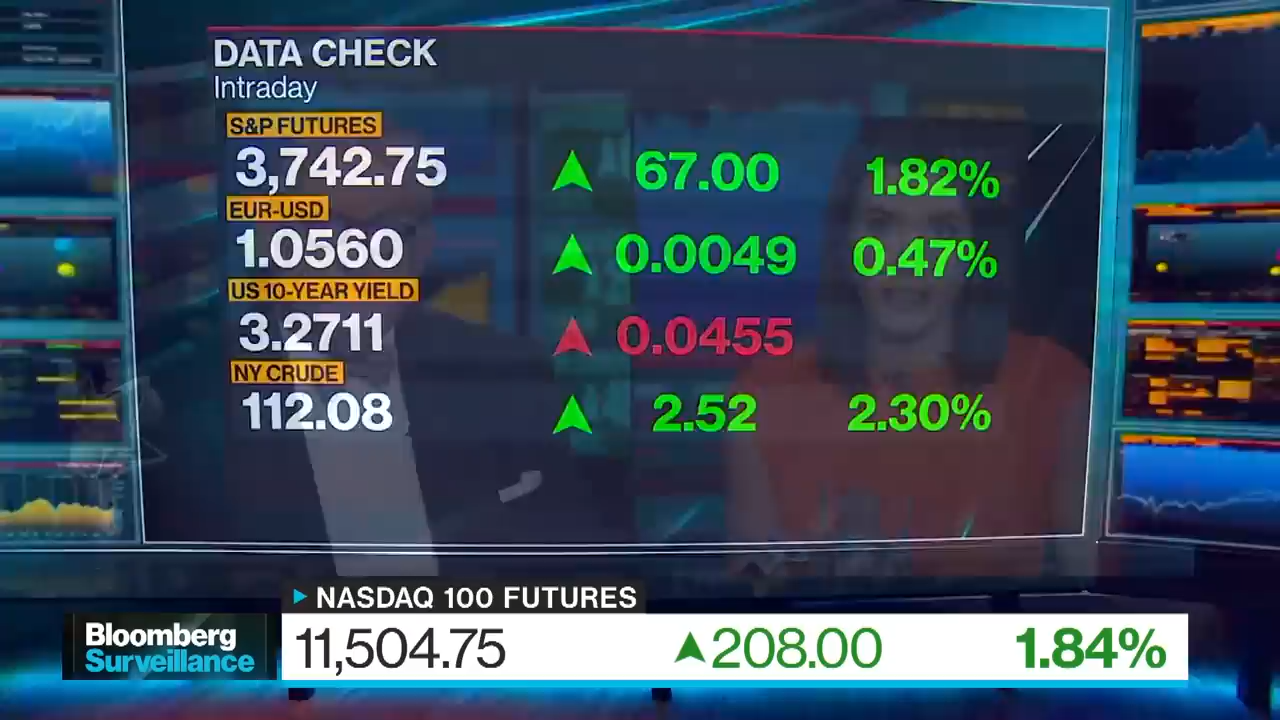 DATA CHECK
Intraday
S&P FUTURES
3,742.75 ▲ 67.00 1.82%
EUR-USD
1.0560 ▲ 0.0049 0.47%
US 10-YEAR YIELD
3.2711 ▲ 0.0455
NY CRUDE
112.08 ▲ 2.52 2.30%
NASDAQ 100 FUTURES
Bloomberg
Surveillance
11,504.75 ▲ 208.00 1.84%